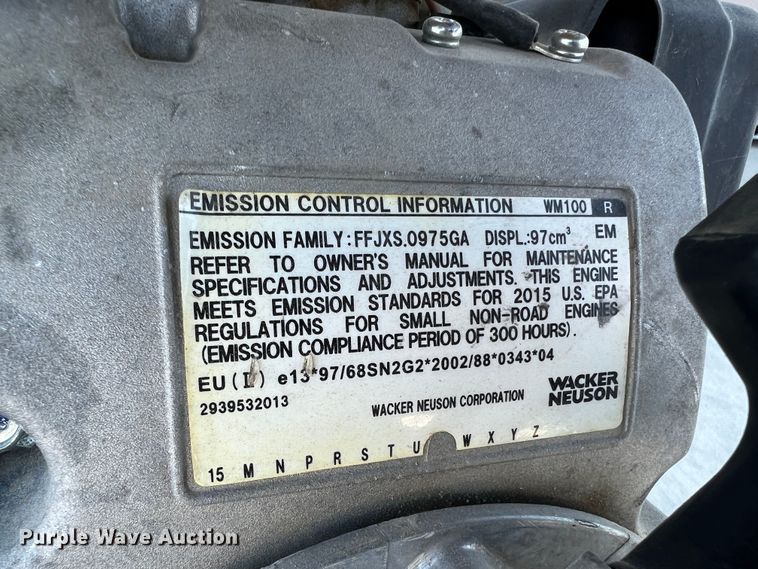 EMISSION CONTROL INFORMATION WM100 R
EMISSION FAMILY:FFJXS.0975GA DISPL.:97cm³ EM
REFER TO OWNER'S MANUAL FOR MAINTENANCE
SPECIFICATIONS AND ADJUSTMENTS. THIS ENGINE
MEETS EMISSION STANDARDS FOR 2015 U.S. EPA
REGULATIONS FOR SMALL NON-ROAD ENGINES
(EMISSION COMPLIANCE PERIOD OF 300 HOURS).
EU (I) e13*97/68SN2G2*2002/88*0343*04
2939532013 WACKER NEUSON CORPORATION
WACKER
NEUSON
15 M N P R S T U W X Y Z
Purple Wave Auction